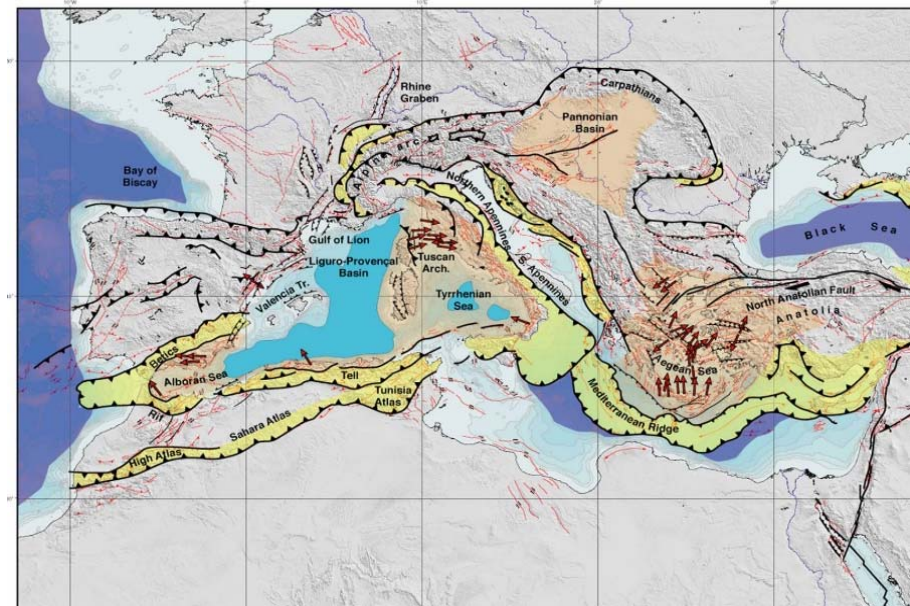 Rhine
Graben
Carpathians
Pannonian
Basin
Alpine arc
Bay of
Biscay
Northern Apennines
Black Sea
Gulf of Lion
Liguro-Provençal
Basin
Tuscan
Arch.
S. Apennines
Valencia Tr.
Tyrrhenian
Sea
North Anatolian Fault
Anatolia
Betics
Alboran Sea
Aegean Sea
Tell
Tunisia
Atlas
Mediterranean Ridge
Rif
Sahara Atlas
High Atlas